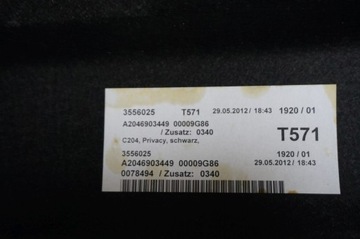 3556025 T571 29.05.2012 / 18:43 1920 / 01
A2046903449 00009G86
/ Zusatz: 0340 T571
C204, Privacy, schwarz,
3556025 1920 / 01
A2046903449 00009G86 29.05.2012 / 18:43
0078494 / Zusatz: 0340